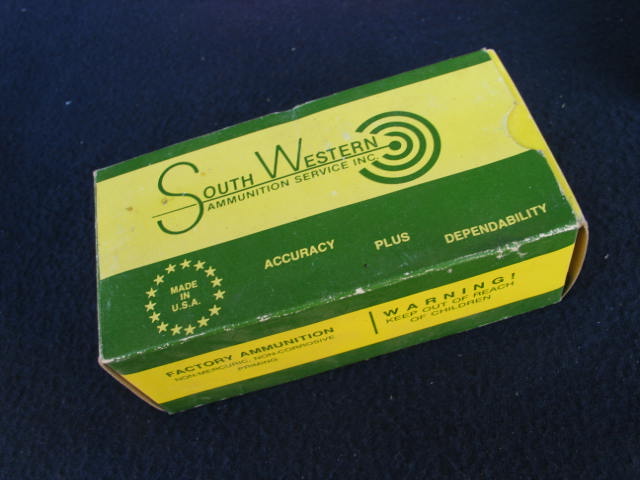 SOUTH WESTERN
AMMUNITION SERVICE INC.
ACCURACY PLUS DEPENDABILITY
MADE
IN
U.S.A.
FACTORY AMMUNITION
NON-MERCURIC, NON-CORROSIVE
PRIMING
WARNING!
KEEP OUT OF REACH
OF CHILDREN